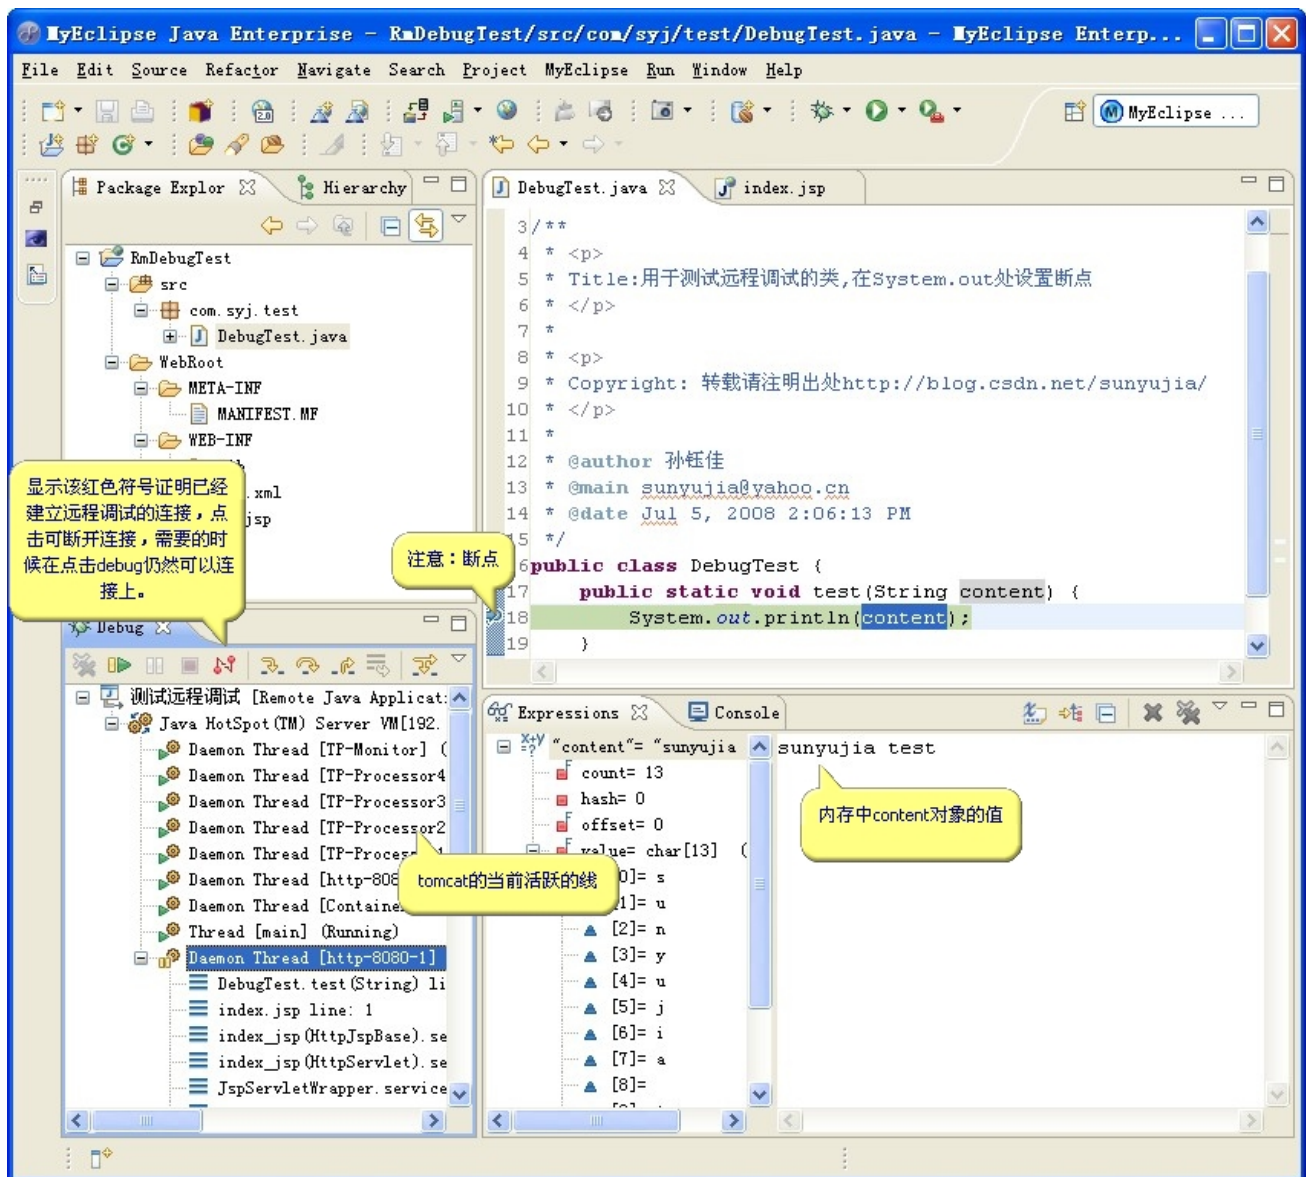 MyEclipse Java Enterprise - RmDebugTest/src/com/syj/test/DebugTest.java - MyEclipse Enterp...
File Edit Source Refactor Navigate Search Project MyEclipse Run Window Help
2.0
MyEclipse ...
Package Explor
Hierarchy
RmDebugTest
src
com.syj.test
DebugTest.java
WebRoot
META-INF
MANIFEST.MF
WEB-INF
.xml
jsp
显示该红色符号证明已经
建立远程调试的连接，点
击可断开连接，需要的时
候在点击debug仍然可以连
接上。
DebugTest.java
index.jsp
3 /**
4 * <p>
5 * Title:用于测试远程调试的类,在System.out处设置断点
6 * </p>
7 *
8 * <p>
9 * Copyright: 转载请注明出处http://blog.csdn.net/sunyujia/
10 * </p>
11 *
12 * @author 孙钰佳
13 * @main sunyujia@yahoo.cn
14 * @date Jul 5, 2008 2:06:13 PM
5 */
6 public class DebugTest {
17 public static void test(String content) {
18 System.out.println(content);
19 }
注意：断点
Debug
测试远程调试 [Remote Java Applicat:
Java HotSpot(TM) Server VM[192.
Daemon Thread [TP-Monitor] (
Daemon Thread [TP-Processor4
Daemon Thread [TP-Processor3
Daemon Thread [TP-Processor2
Daemon Thread [TP-Proces 1
Daemon Thread [http-808
Daemon Thread [Containe
Thread [main] (Running)
Daemon Thread [http-8080-1]
DebugTest.test(String) li
index.jsp line: 1
index_jsp(HttpJspBase).se
index_jsp(HttpServlet).se
JspServletWrapper.service
tomcat的当前活跃的线
Expressions
Console
"content"= "sunyujia
count= 13
hash= 0
offset= 0
value= char[13] (
0]= s
1]= u
[2]= n
[3]= y
[4]= u
[5]= j
[6]= i
[7]= a
[8]=
sunyujia test
内存中content对象的值